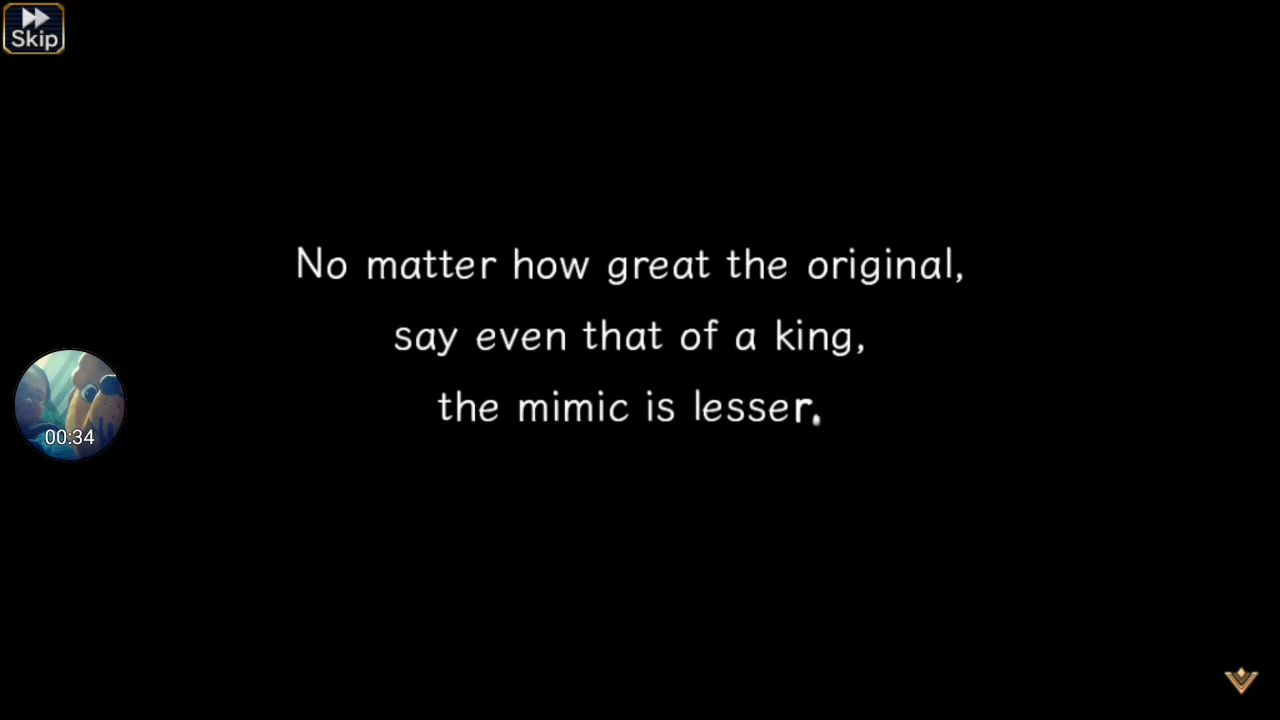 Skip
No matter how great the original,
say even that of a king,
the mimic is lesser.
00:34